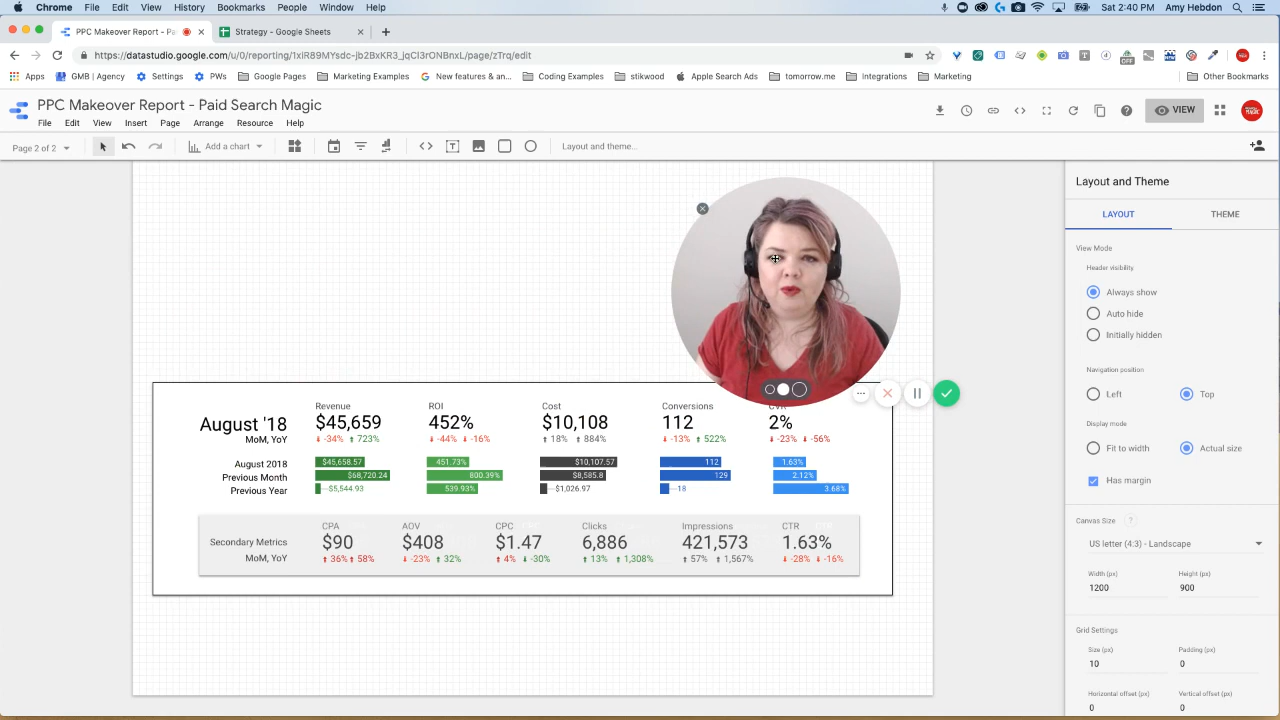 Chrome File Edit View History Bookmarks People Window Help Sat 2:40 PM Amy Hebdon
PPC Makeover Report - Paid Search Magic
Strategy - Google Sheets
https://datastudio.google.com/u/0/reporting/1xiR89MYsdc-jb2BxKR3_jqCl3rONBnxL/page/zTrq/edit
Apps GMB | Agency Settings PWs Google Pages Marketing Examples New features & an... Coding Examples stikwood Apple Search Ads tomorrow.me Integrations Marketing Other Bookmarks
PPC Makeover Report - Paid Search Magic
VIEW
File Edit View Insert Page Arrange Resource Help
Page 2 of 2 Add a chart Layout and theme...
Layout and Theme
LAYOUT THEME
View Mode
Header visibility
Always show
Auto hide
Initially hidden
Navigation position
Left Top
Display mode
Fit to width Actual size
Has margin
Canvas Size ?
US letter (4:3) - Landscape
Width (px) Height (px)
1200 900
Grid Settings
Size (px) Padding (px)
10 0
Horizontal offset (px) Vertical offset (px)
0 0
Revenue ROI Cost Conversions CVR
August '18 $45,659 452% $10,108 112 2%
MoM, YoY -34% 723% -44% -16% 18% 884% -13% 522% -23% -56%
August 2018 $45,658.57 451.73% $10,107.57 112 1.63%
Previous Month $68,720.24 800.39% $8,585.8 129 2.12%
Previous Year $5,544.93 539.93% $1,026.97 18 3.68%
CPA AOV CPC Clicks Impressions CTR
Secondary Metrics $90 $408 $1.47 6,886 421,573 1.63%
MoM, YoY 36% 58% -23% 32% 4% -30% 13% 1,308% 57% 1,567% -28% -16%